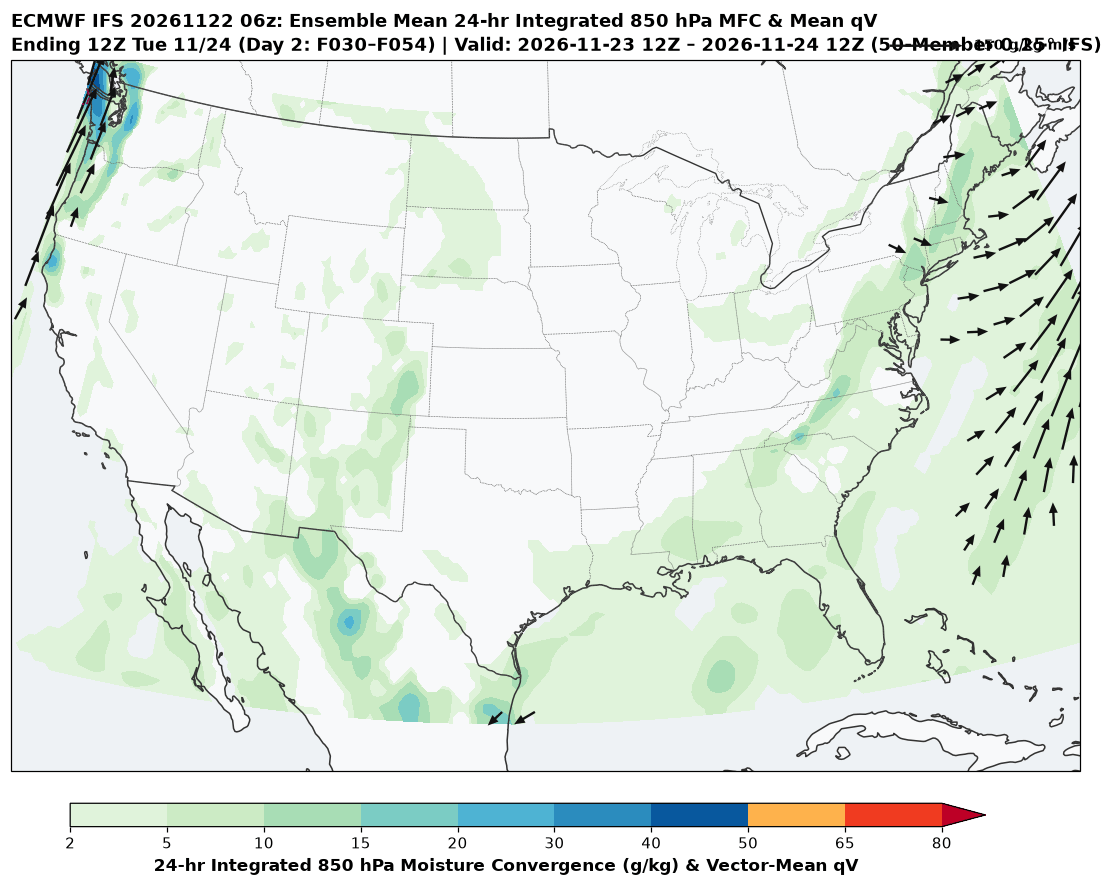 ECMWF IFS 20261122 06z: Ensemble Mean 24-hr Integrated 850 hPa MFC & Mean qV
Ending 12Z Tue 11/24 (Day 2: F030–F054) | Valid: 2026-11-23 12Z – 2026-11-24 12Z (50-Member 0.25° IFS)
150 g/kg·m/s
2 5 10 15 20 30 40 50 65 80
24-hr Integrated 850 hPa Moisture Convergence (g/kg) & Vector-Mean qV